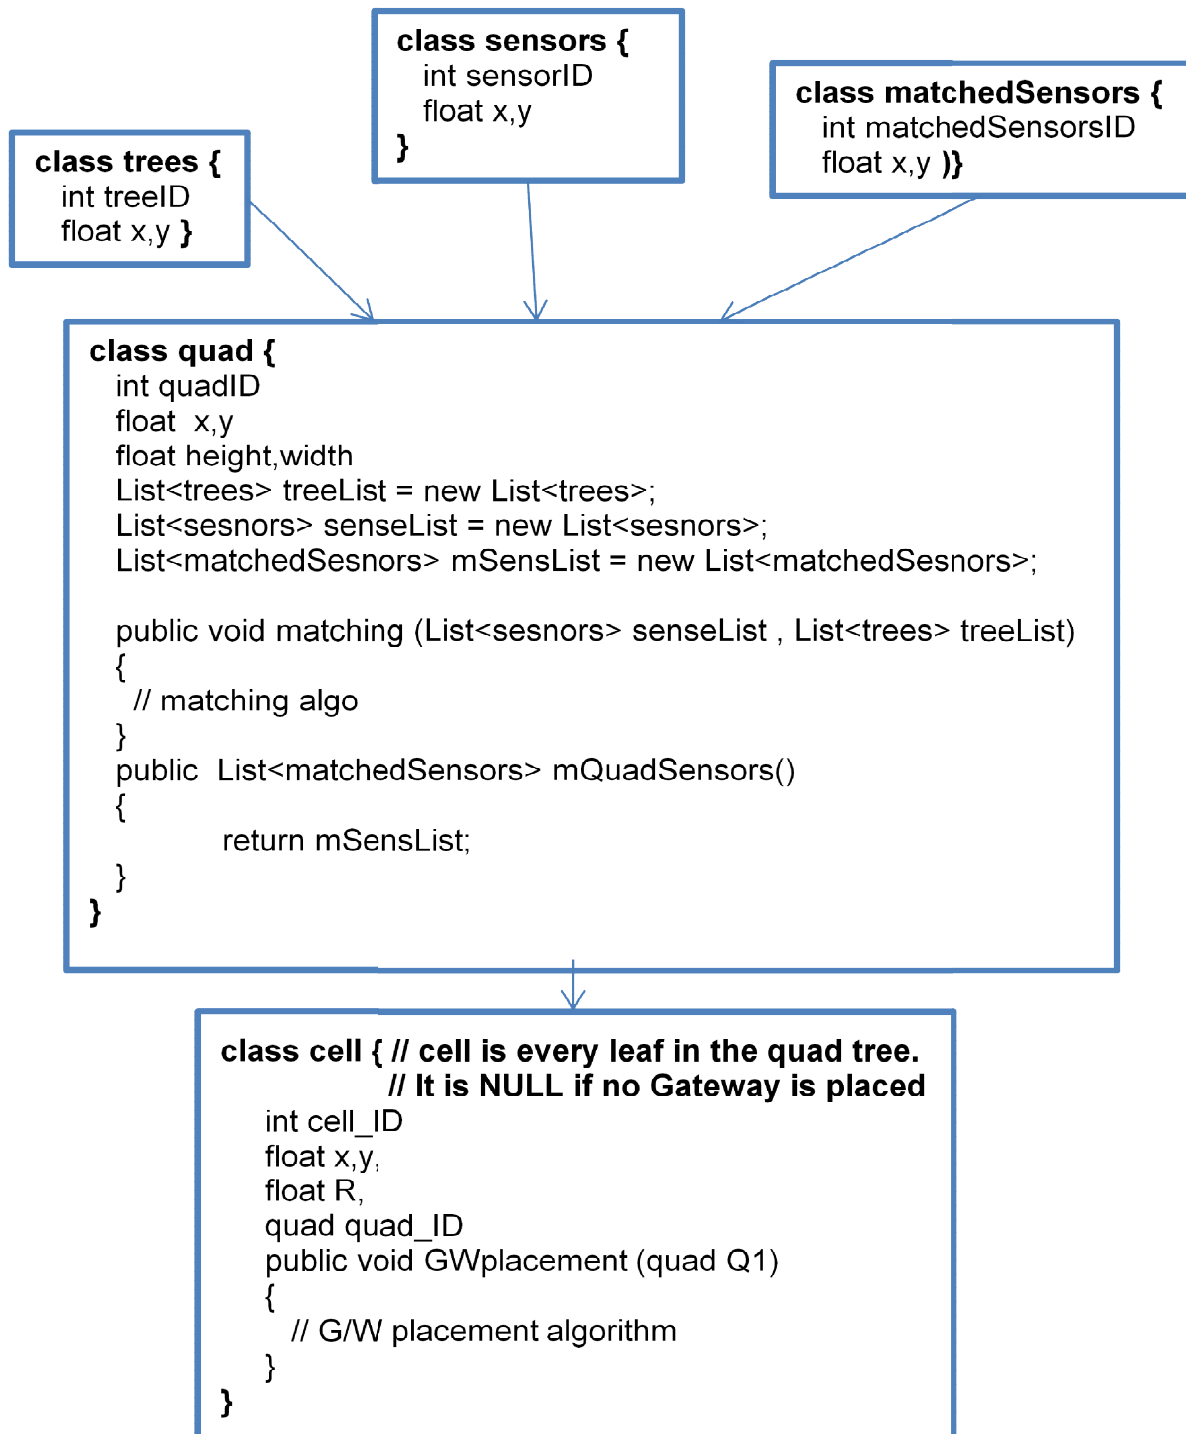 class sensors {
int sensorID
float x,y
}
class matchedSensors {
int matchedSensorsID
float x,y )}
class trees {
int treeID
float x,y }
class quad {
int quadID
float x,y
float height,width
List<trees> treeList = new List<trees>;
List<sesnors> senseList = new List<sesnors>;
List<matchedSesnors> mSensList = new List<matchedSesnors>;
public void matching (List<sesnors> senseList , List<trees> treeList)
{
// matching algo
}
public List<matchedSensors> mQuadSensors()
{
return mSensList;
}
}
class cell { // cell is every leaf in the quad tree.
// It is NULL if no Gateway is placed
int cell_ID
float x,y,
float R,
quad quad_ID
public void GWplacement (quad Q1)
{
// G/W placement algorithm
}
}